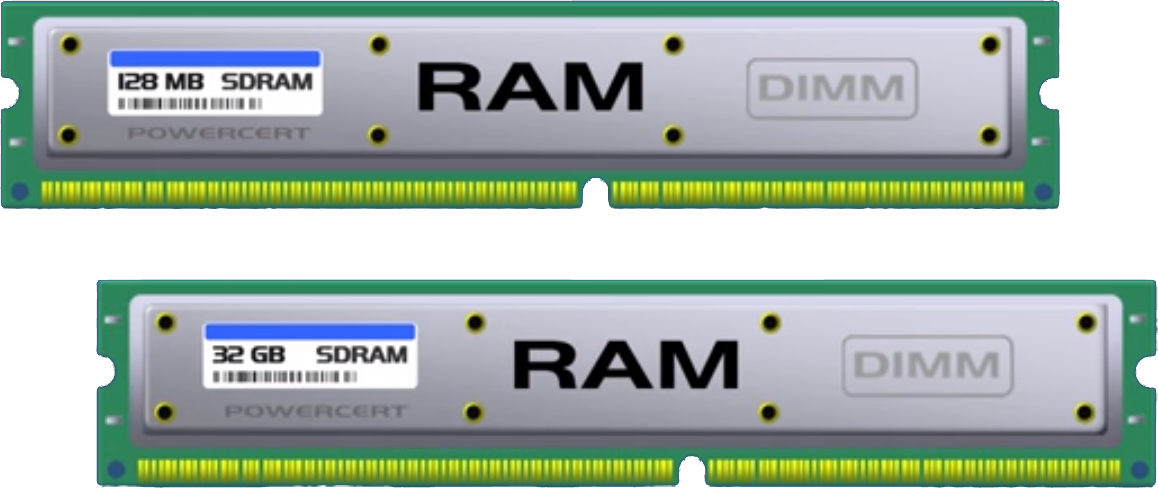 128 MB SDRAM
RAM
DIMM
POWERCERT
32 GB SDRAM
RAM
DIMM
POWERCERT